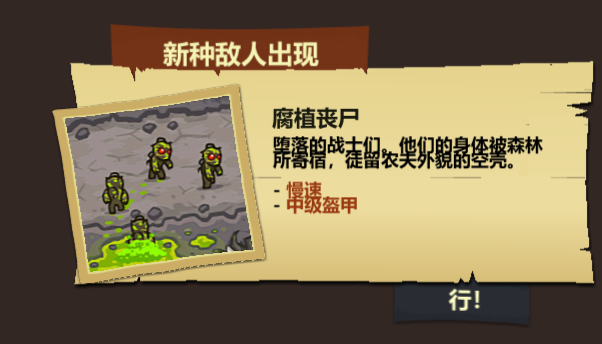 新种敌人出现
腐植丧尸
堕落的战士们。他们的身体被森林
所寄宿，徒留农夫外貌的空壳。
- 慢速
- 中级盔甲
行！